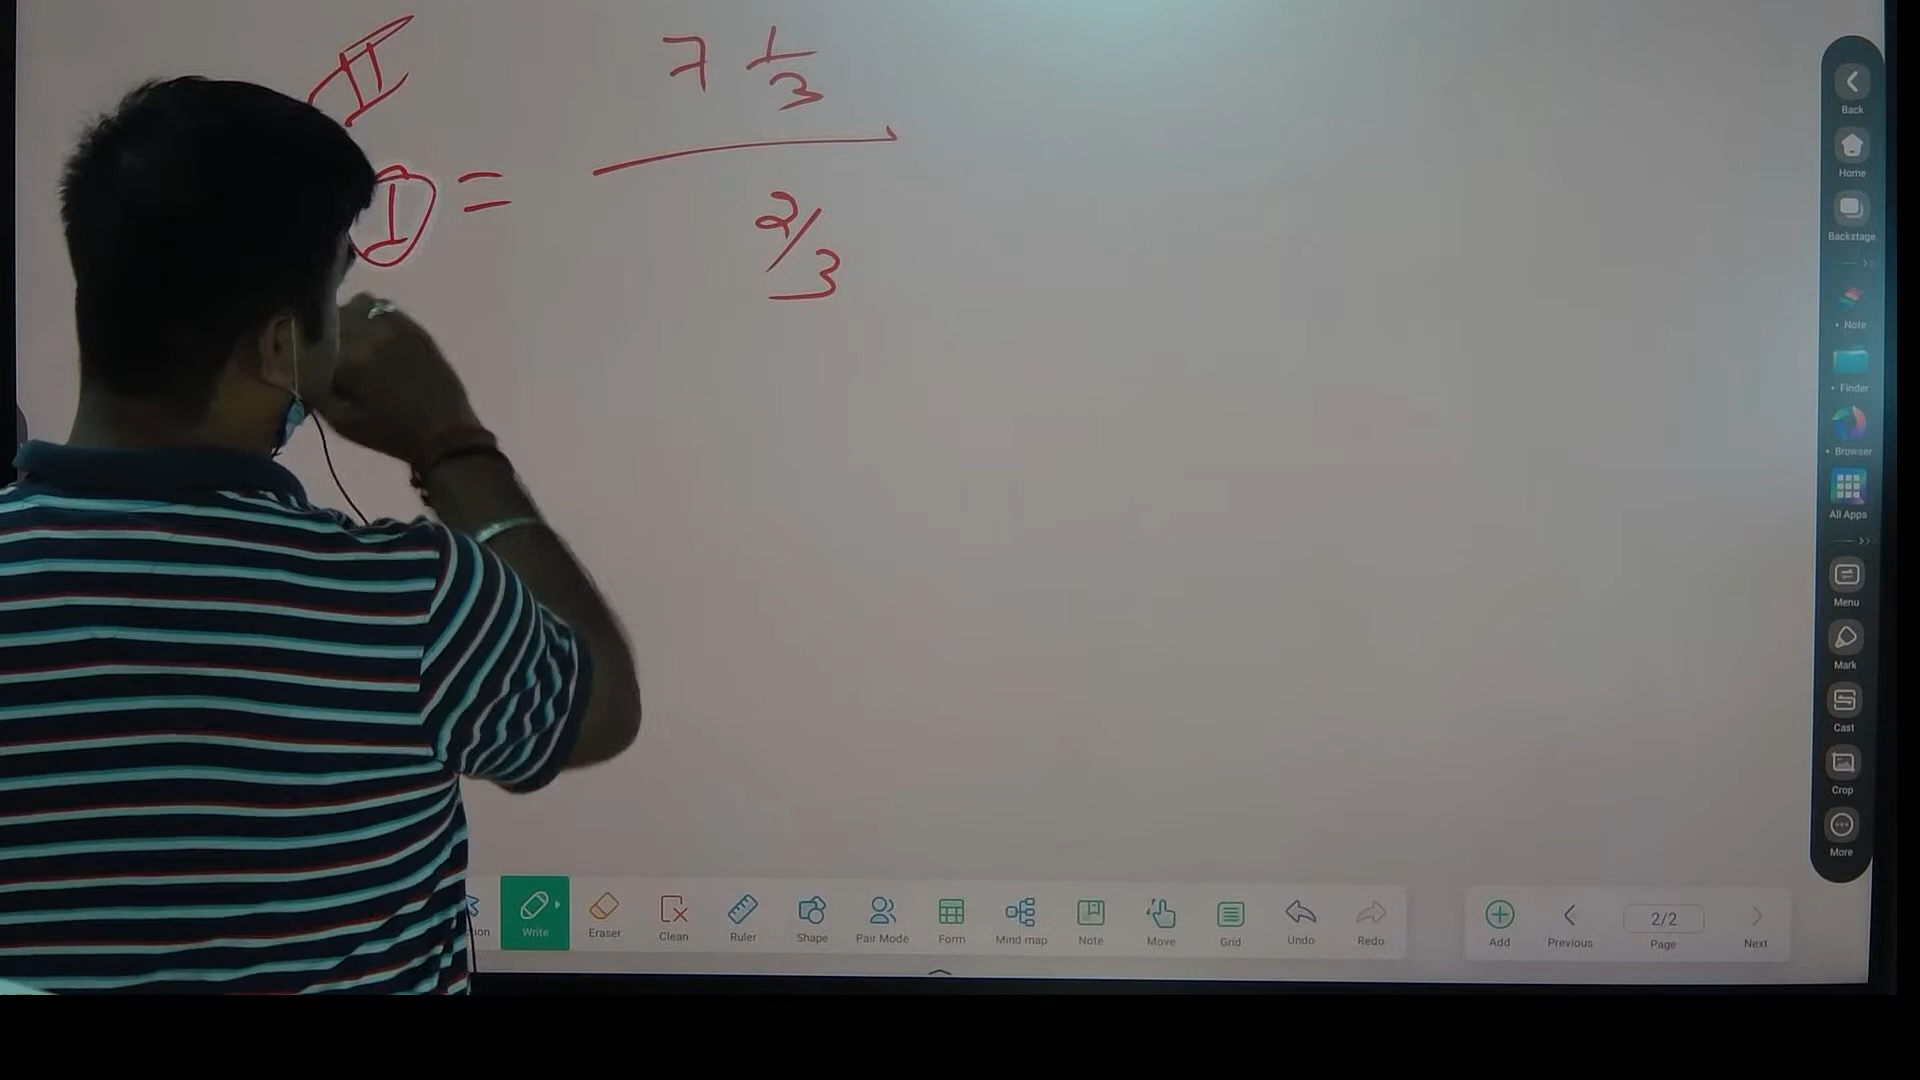 II
I = 7 1/3
2/3
Back
Home
Backstage
Note
Finder
Browser
All Apps
Menu
Mark
Cast
Crop
More
Write
Eraser
Clean
Ruler
Shape
Pair Mode
Form
Mind map
Note
Move
Grid
Undo
Redo
Add
Previous
2/2
Page
Next